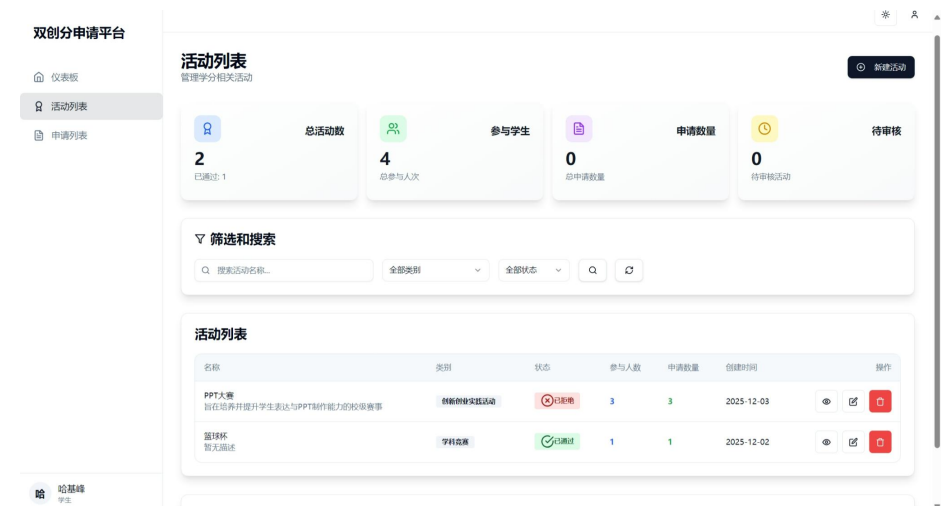 双创分申请平台
仪表板
活动列表
申请列表
活动列表
管理学分相关活动
新建活动
总活动数
2
已通过: 1
参与学生
4
总参与人次
申请数量
0
总申请数量
待审核
0
待审核活动
筛选和搜索
搜索活动名称...
全部类别
全部状态
活动列表
名称 类别 状态 参与人数 申请数量 创建时间 操作
PPT大赛 创新创业实践活动 已拒绝 3 3 2025-12-03
旨在培养并提升学生表达与PPT制作能力的校级赛事
篮球杯 学科竞赛 已通过 1 1 2025-12-02
暂无描述
哈 哈基峰
学生